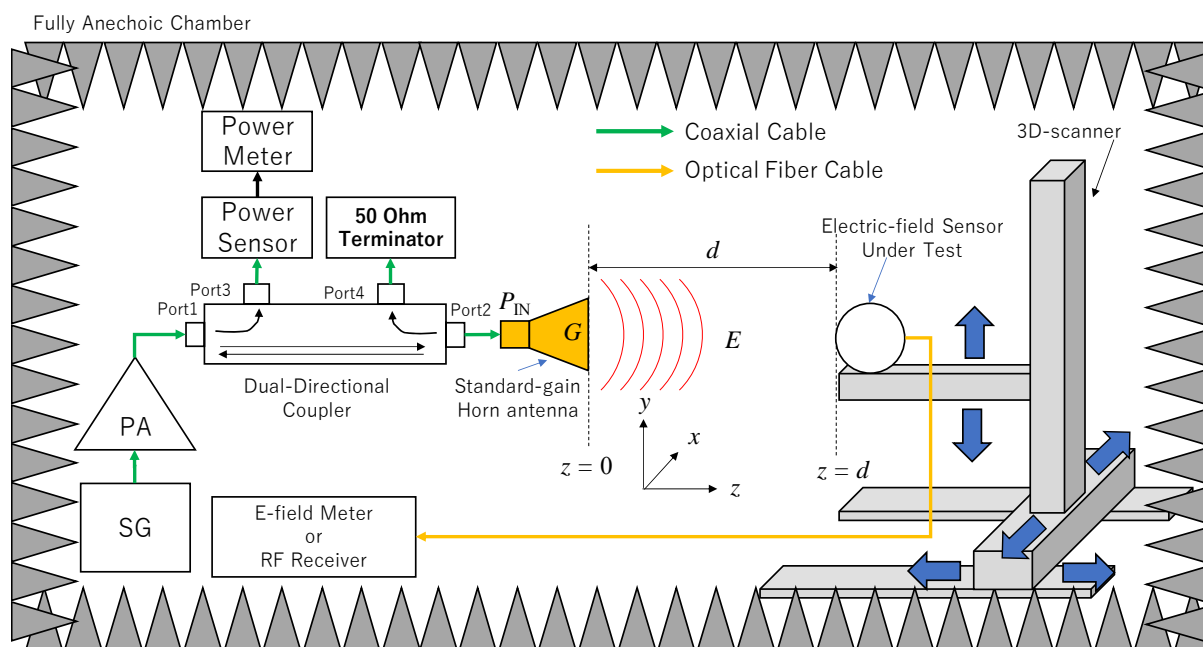 Fully Anechoic Chamber
Power
Meter
Coaxial Cable
Optical Fiber Cable
3D-scanner
Power
Sensor
50 Ohm
Terminator
Electric-field Sensor
Under Test
d
Port3
Port4
Port1
Port2
P_IN
G
E
Dual-Directional
Coupler
Standard-gain
Horn antenna
PA
y
x
z
z = 0
z = d
SG
E-field Meter
or
RF Receiver